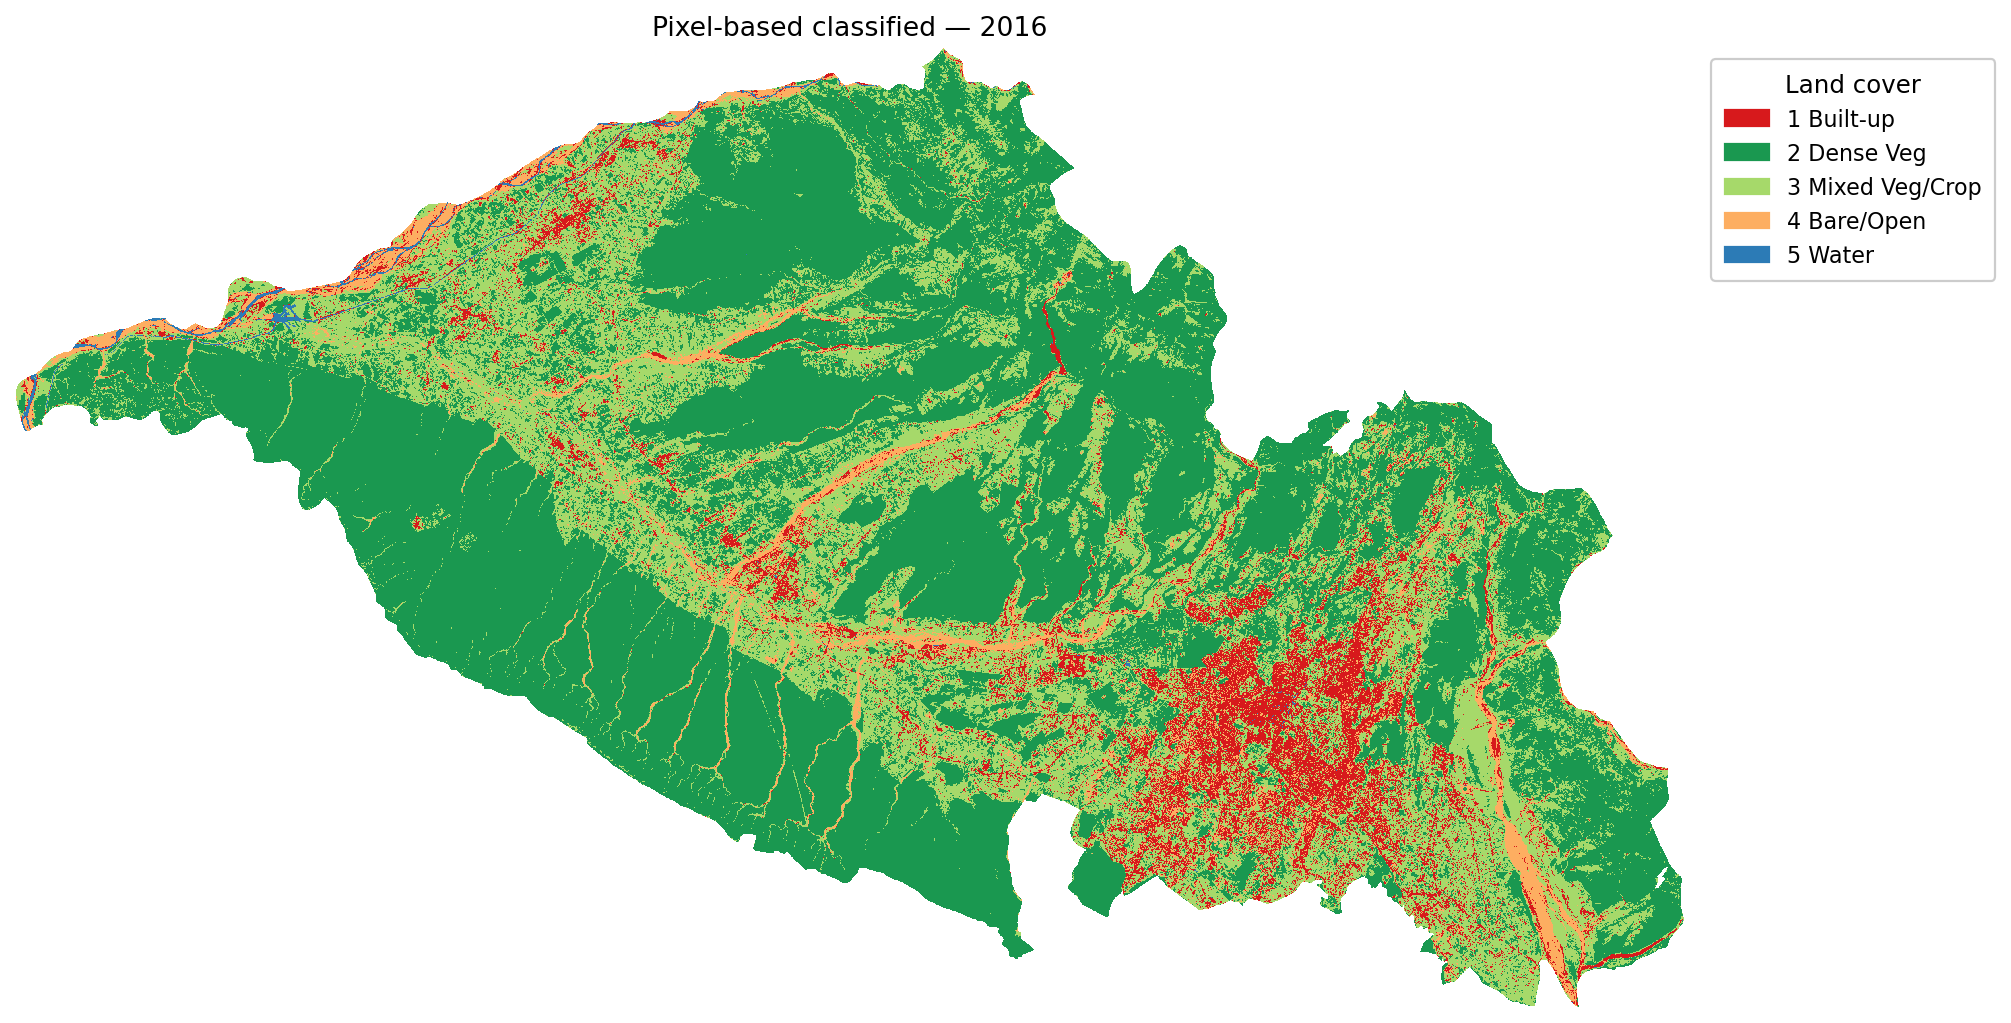 Pixel-based classified — 2016
Land cover
1 Built-up
2 Dense Veg
3 Mixed Veg/Crop
4 Bare/Open
5 Water